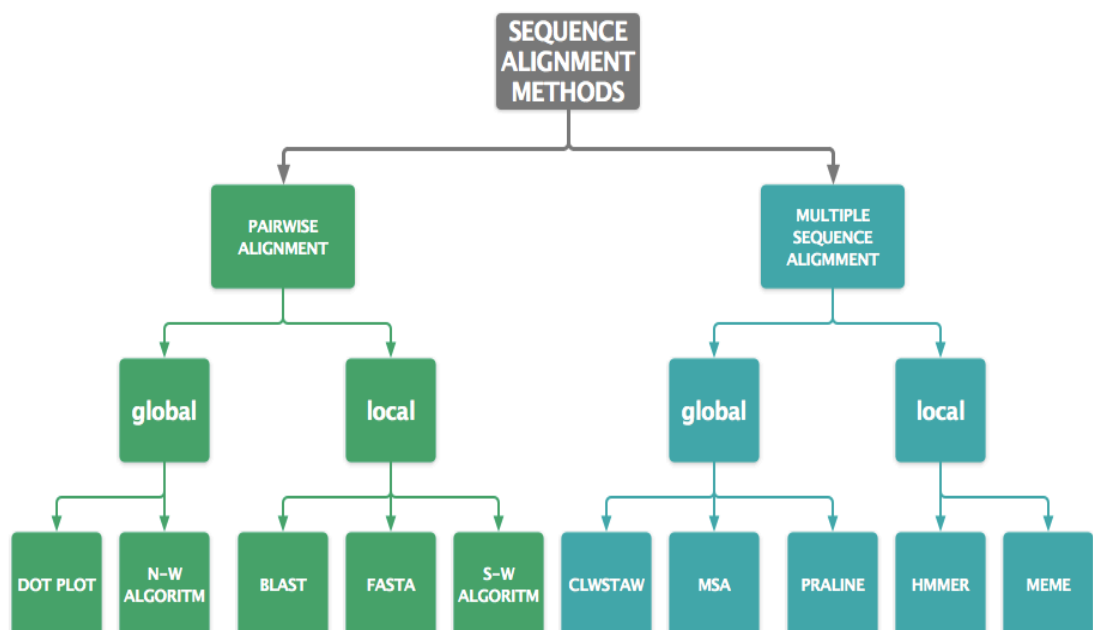 SEQUENCE
ALIGNMENT
METHODS
PAIRWISE
ALIGNMENT
MULTIPLE
SEQUENCE
ALIGMMENT
global
local
global
local
DOT PLOT
N-W
ALGORITM
BLAST
FASTA
S-W
ALGORITM
CLWSTAW
MSA
PRALINE
HMMER
MEME